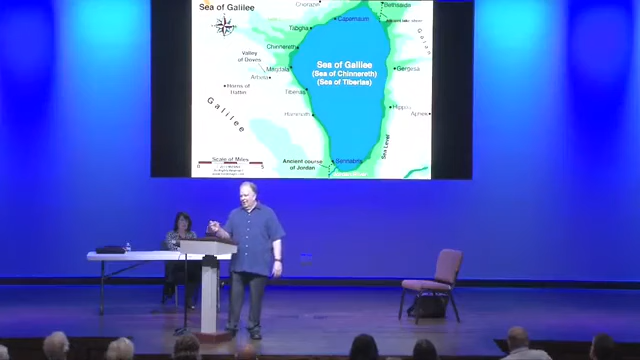 Sea of Galilee
Chorazin
Bethsaida
Capernaum
Tabgha
Chinnereth
Valley
of Doves
Magdala
Arbela
Horns of
Hattin
Tiberias
Hammath
Galilee
Sea of Galilee
(Sea of Chinnereth)
(Sea of Tiberias)
Gergesa
Hippos
Aphek
Sea Level
Ancient course
of Jordan
Scale of Miles
0
5